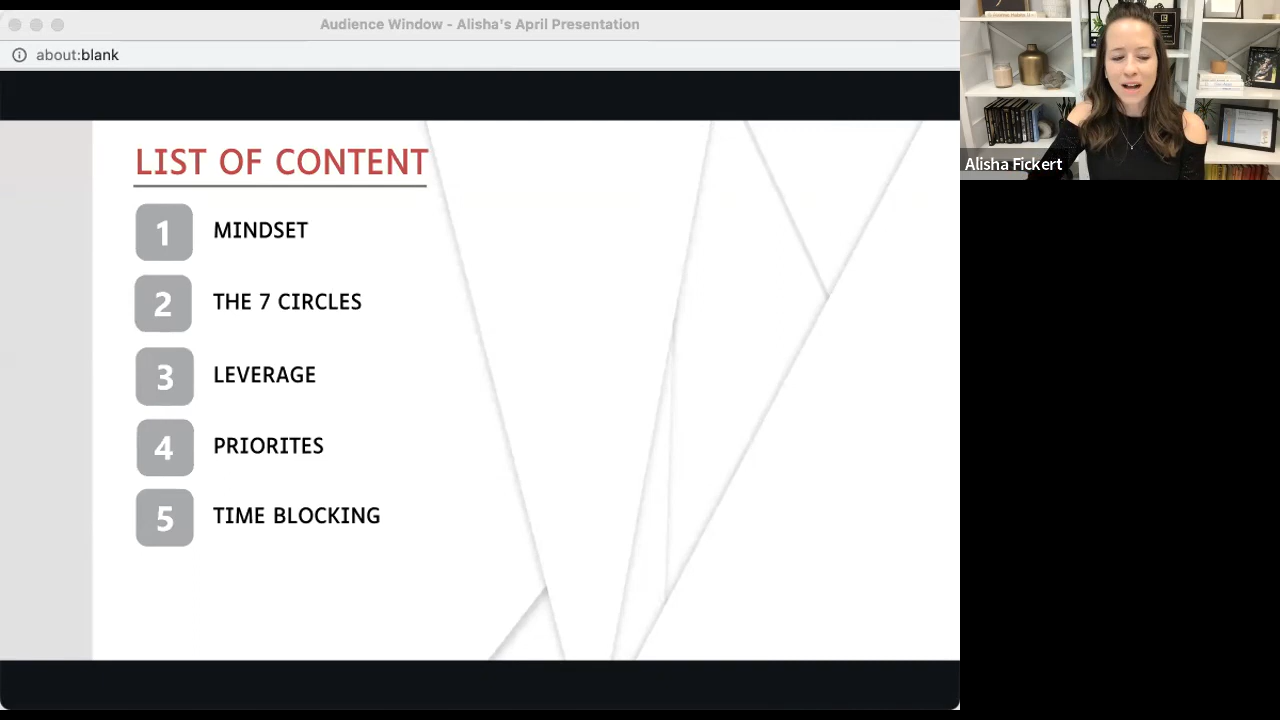 Audience Window - Alisha's April Presentation
about:blank
LIST OF CONTENT
1 MINDSET
2 THE 7 CIRCLES
3 LEVERAGE
4 PRIORITES
5 TIME BLOCKING
Alisha Fickert